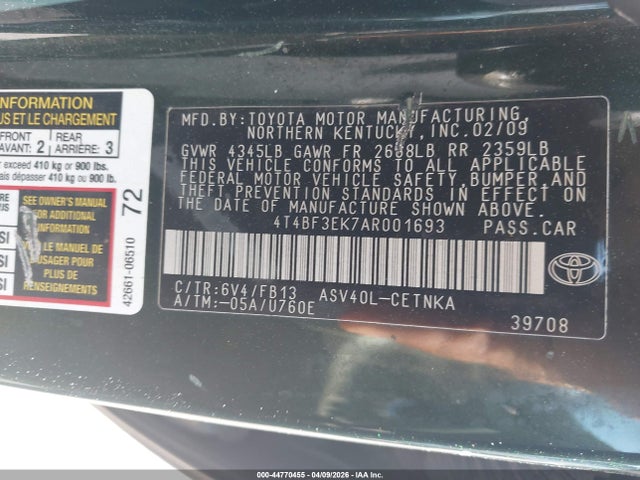 INFORMATION
US ET LE CHARGEMENT
FRONT
AVANT: 2
REAR
ARRIÈRE: 3
exceed 410 kg or 900 lbs.
dépasser 410 kg ou 900 lb.
SEE OWNER'S MANUAL
FOR ADDITIONAL
INFORMATION
VOIR LE MANUEL DE
POUR PLUS DE
RENSEIGNEMENTS
42661-06510
72
MFD.BY:TOYOTA MOTOR MANUFACTURING,
NORTHERN KENTUCKY, INC.02/09
GVWR 4345LB GAWR FR 2698LB RR 2359LB
THIS VEHICLE CONFORMS TO ALL APPLICABLE
FEDERAL MOTOR VEHICLE SAFETY, BUMPER, AND
THEFT PREVENTION STANDARDS IN EFFECT ON
THE DATE OF MANUFACTURE SHOWN ABOVE.
4T4BF3EK7AR001693 PASS.CAR
C/TR:6V4/FB13 ASV40L-CETNKA
A/TM:-05A/U760E
39708
TOYOTA
000-44770455 - 04/09/2026 - IAA Inc.